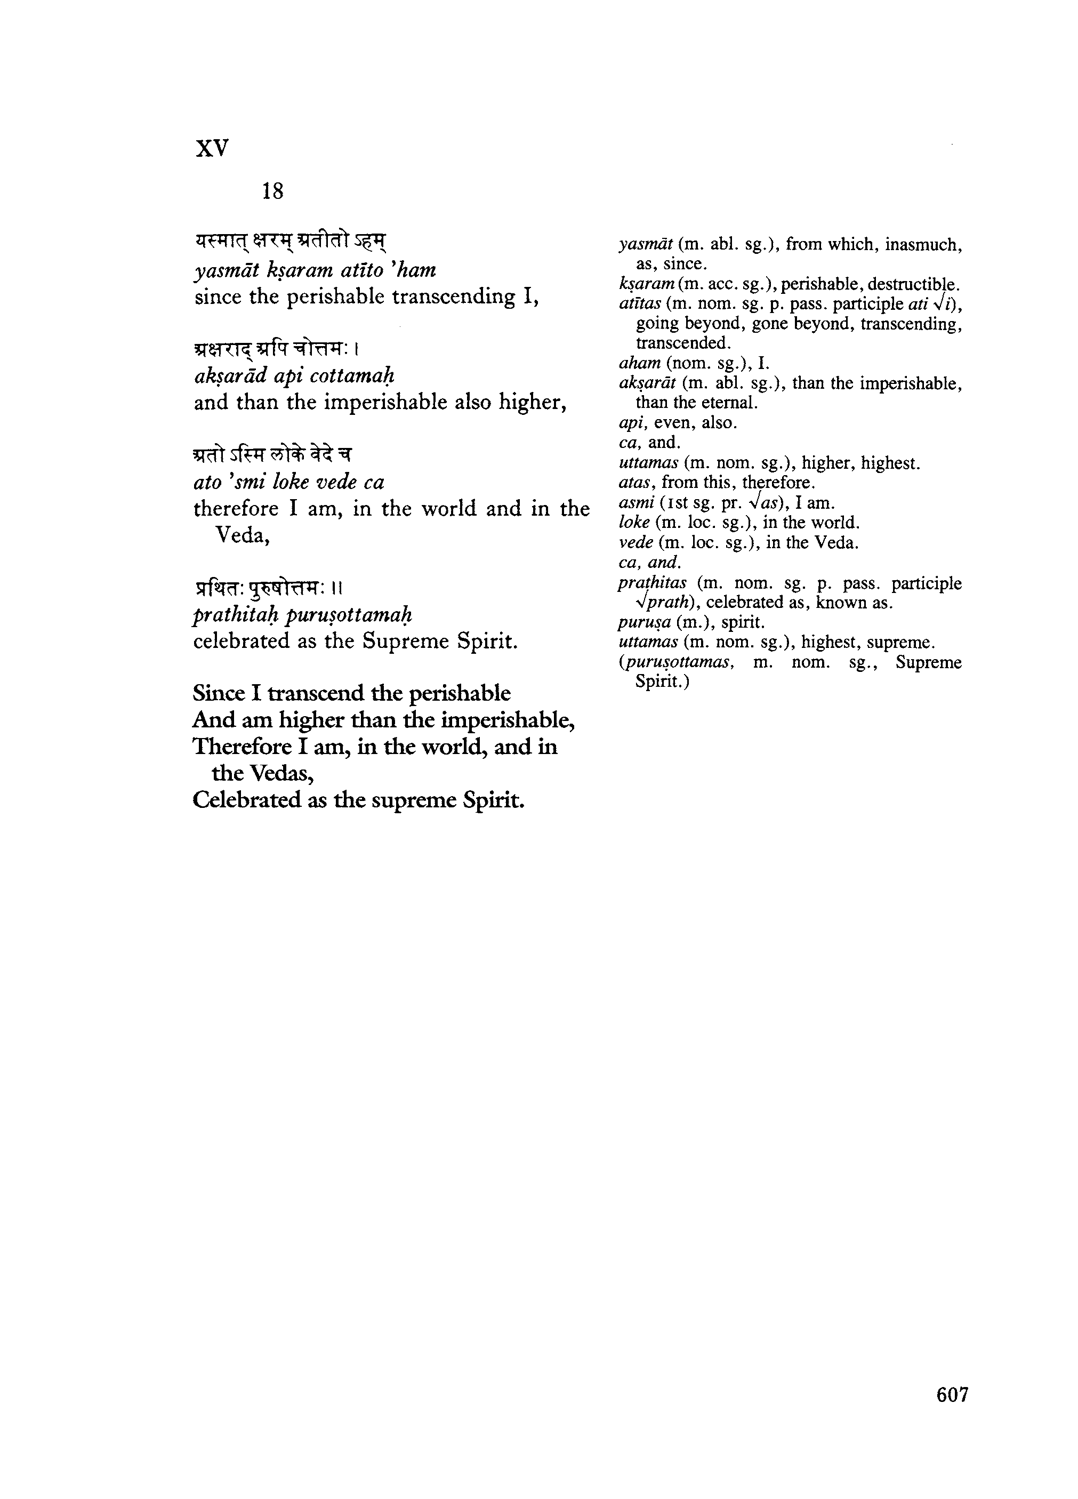 XV
18
यस्मात् क्षरम् अतीतो ऽहम्
yasmāt kṣaram atīto 'ham
since the perishable transcending I,
अक्षराद् अपि चोत्तमः ।
akṣarād api cottamaḥ
and than the imperishable also higher,
अतो ऽस्मि लोके वेदे च
ato 'smi loke vede ca
therefore I am, in the world and in the
Veda,
प्रथितः पुरुषोत्तमः ॥
prathitaḥ puruṣottamaḥ
celebrated as the Supreme Spirit.
Since I transcend the perishable
And am higher than the imperishable,
Therefore I am, in the world, and in
the Vedas,
Celebrated as the supreme Spirit.
yasmāt (m. abl. sg.), from which, inasmuch,
as, since.
kṣaram (m. acc. sg.), perishable, destructible.
atītas (m. nom. sg. p. pass. participle ati √i),
going beyond, gone beyond, transcending,
transcended.
aham (nom. sg.), I.
akṣarāt (m. abl. sg.), than the imperishable,
than the eternal.
api, even, also.
ca, and.
uttamas (m. nom. sg.), higher, highest.
atas, from this, therefore.
asmi (1st sg. pr. √as), I am.
loke (m. loc. sg.), in the world.
vede (m. loc. sg.), in the Veda.
ca, and.
prathitas (m. nom. sg. p. pass. participle
√prath), celebrated as, known as.
puruṣa (m.), spirit.
uttamas (m. nom. sg.), highest, supreme.
(puruṣottamas, m. nom. sg., Supreme
Spirit.)
607